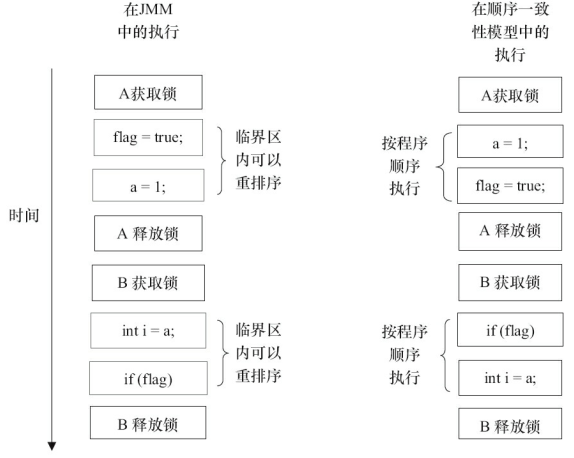 在JMM
中的执行
在顺序一致
性模型中的
执行
时间
A获取锁
flag = true;
a = 1;
临界区
内可以
重排序
A 释放锁
B 获取锁
int i = a;
if (flag)
临界区
内可以
重排序
B 释放锁
A获取锁
按程序
顺序
执行
a = 1;
flag = true;
A 释放锁
B 获取锁
按程序
顺序
执行
if (flag)
int i = a;
B 释放锁